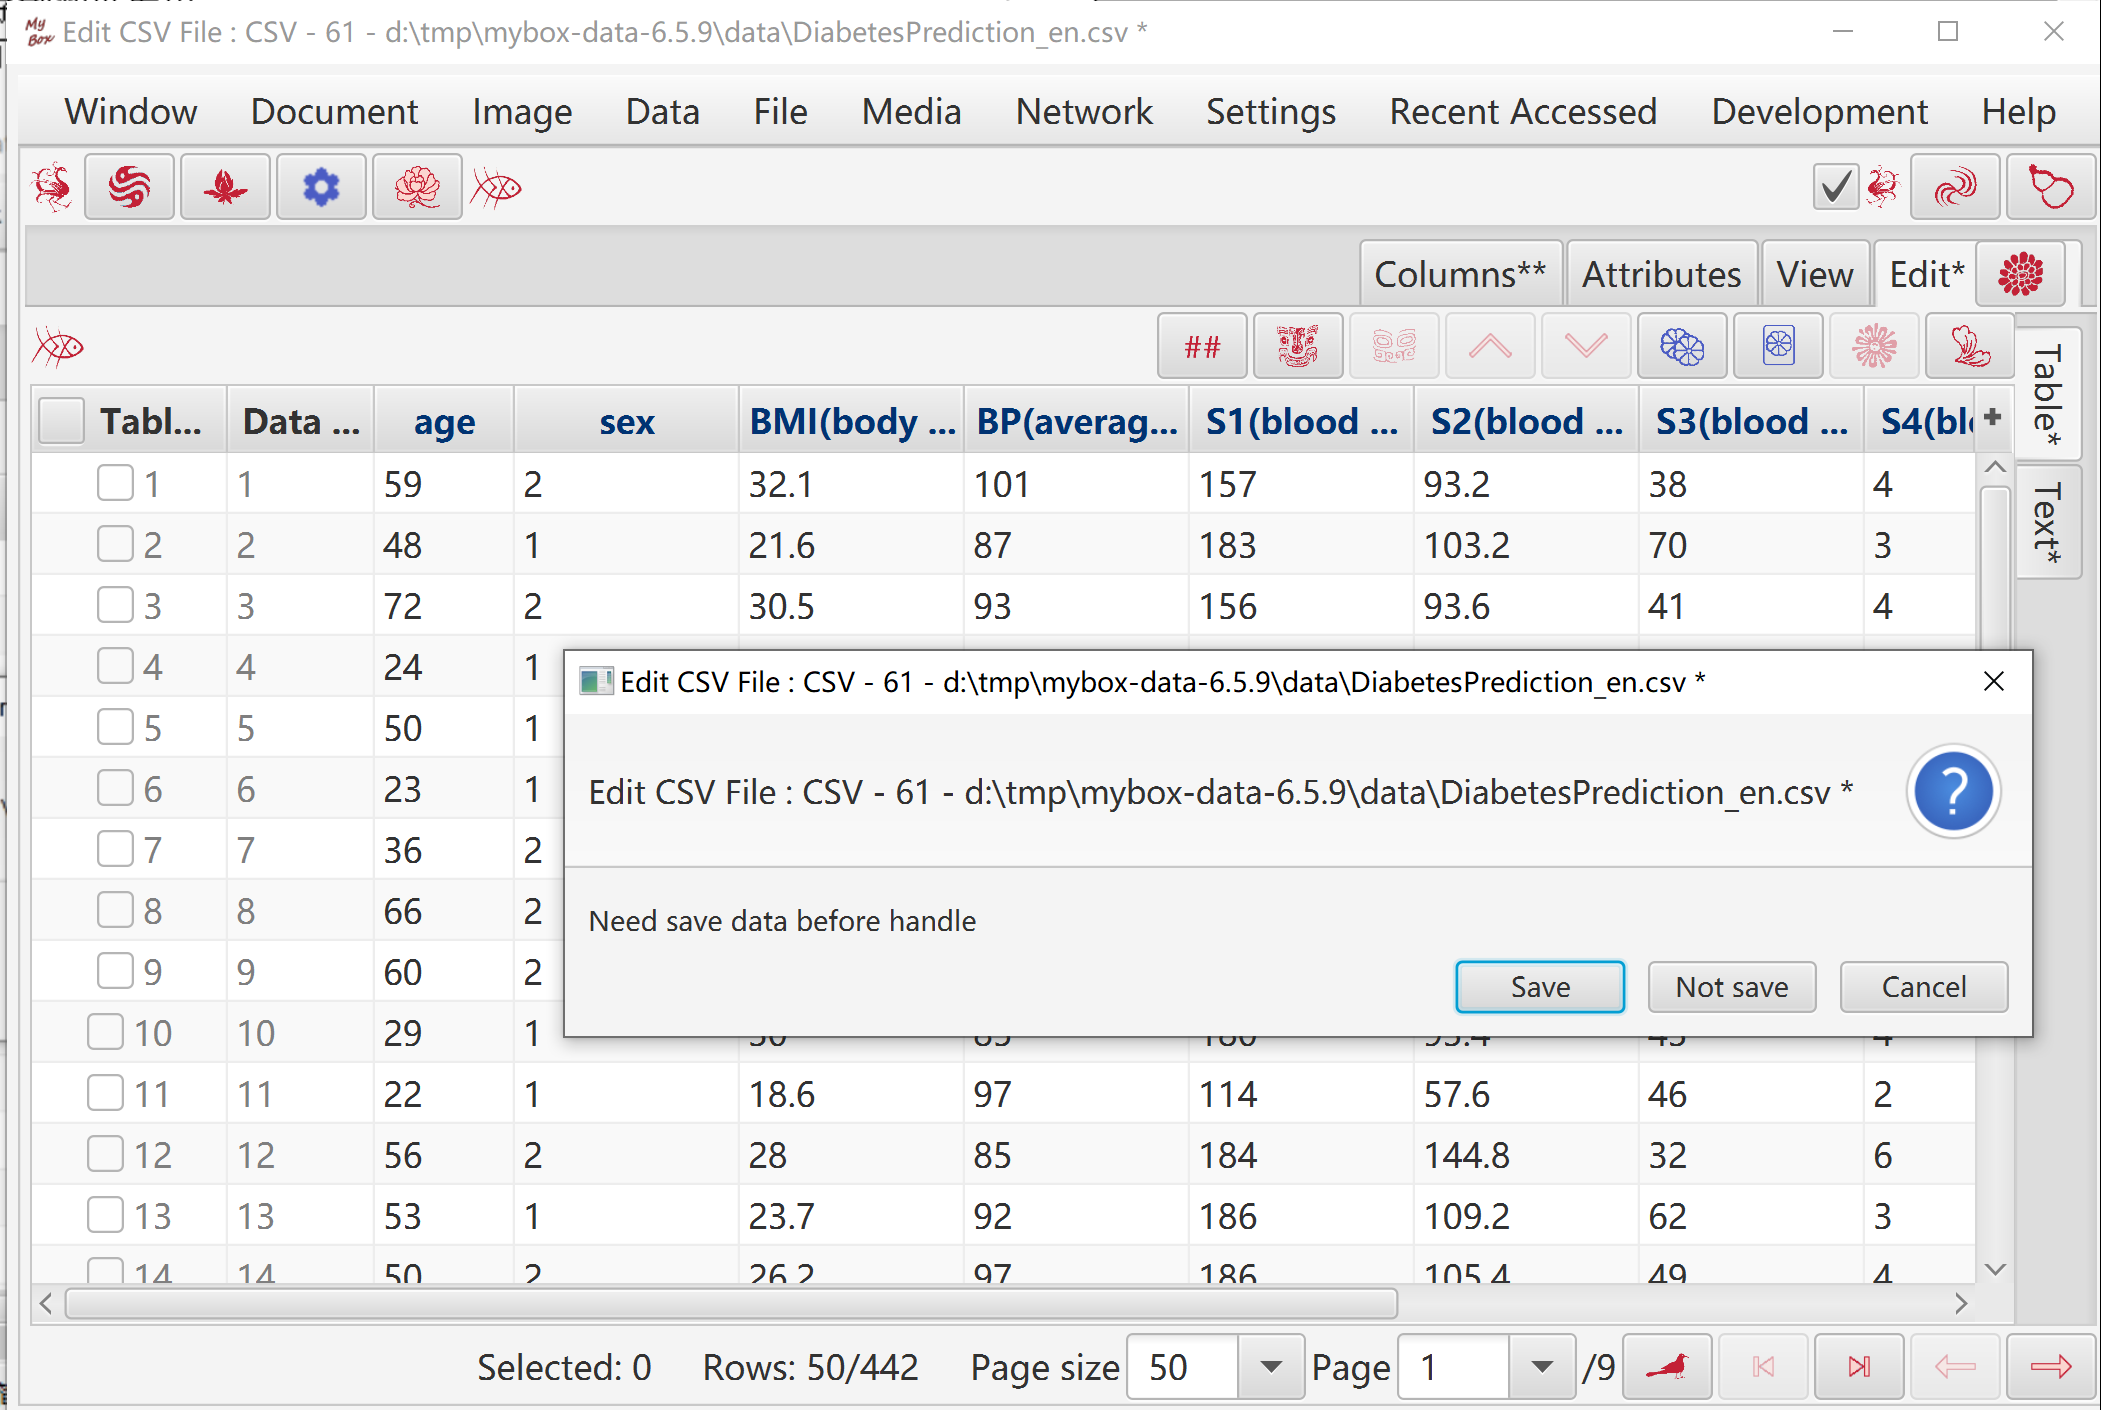 My Box Edit CSV File : CSV - 61 - d:\tmp\mybox-data-6.5.9\data\DiabetesPrediction_en.csv *
Window Document Image Data File Media Network Settings Recent Accessed Development Help
Columns** Attributes View Edit*
##
Table*
Text*
Tabl... Data ... age sex BMI(body ... BP(averag... S1(blood ... S2(blood ... S3(blood ... +
1 1 59 2 32.1 101 157 93.2 38 4
2 2 48 1 21.6 87 183 103.2 70 3
3 3 72 2 30.5 93 156 93.6 41 4
4 4 24 1
5 5 50 1
6 6 23 1
7 7 36 2
8 8 66 2
9 9 60 2
10 10 29 1
11 11 22 1 18.6 97 114 57.6 46 2
12 12 56 2 28 85 184 144.8 32 6
13 13 53 1 23.7 92 186 109.2 62 3
14 14 50 2 26.2 97 186 105.4 49 4
Edit CSV File : CSV - 61 - d:\tmp\mybox-data-6.5.9\data\DiabetesPrediction_en.csv *
Edit CSV File : CSV - 61 - d:\tmp\mybox-data-6.5.9\data\DiabetesPrediction_en.csv *
?
Need save data before handle
Save Not save Cancel
Selected: 0 Rows: 50/442 Page size 50 Page 1 /9